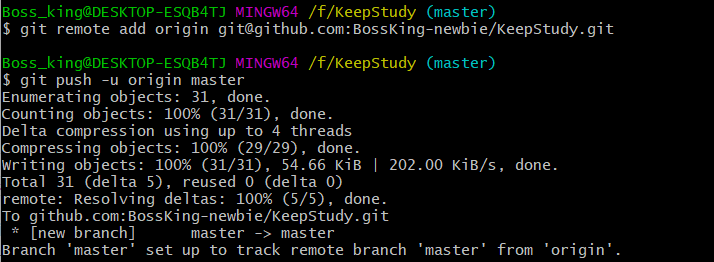 Boss_king@DESKTOP-ESQB4TJ MINGW64 /f/KeepStudy (master)
$ git remote add origin git@github.com:BossKing-newbie/KeepStudy.git
Boss_king@DESKTOP-ESQB4TJ MINGW64 /f/KeepStudy (master)
$ git push -u origin master
Enumerating objects: 31, done.
Counting objects: 100% (31/31), done.
Delta compression using up to 4 threads
Compressing objects: 100% (29/29), done.
Writing objects: 100% (31/31), 54.66 KiB | 202.00 KiB/s, done.
Total 31 (delta 5), reused 0 (delta 0)
remote: Resolving deltas: 100% (5/5), done.
To github.com:BossKing-newbie/KeepStudy.git
 * [new branch]      master -> master
Branch 'master' set up to track remote branch 'master' from 'origin'.